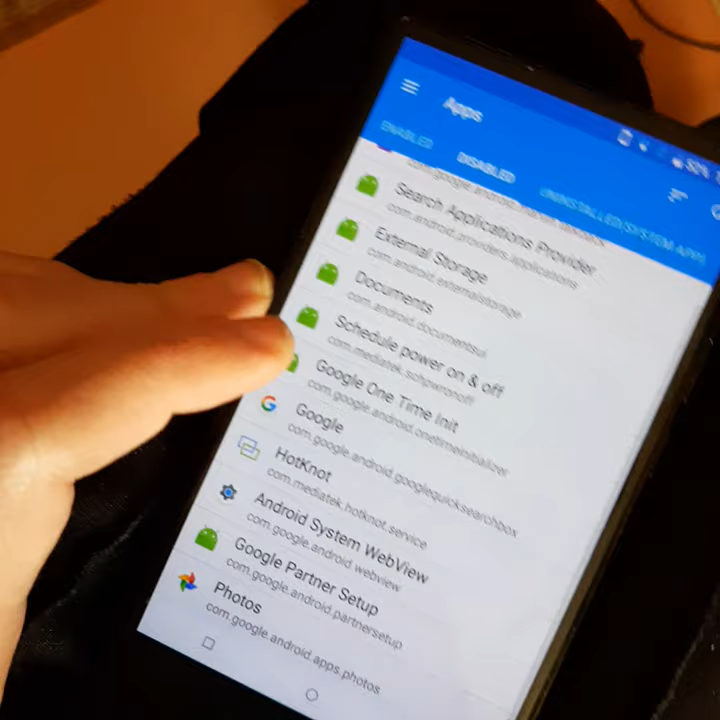 Apps
92%
ENABLED
DISABLED
UNINSTALLED(SYSTEM APP)
Search Applications Provider
com.android.providers.applications
External Storage
com.android.externalstorage
Documents
com.android.documentsui
Schedule power on & off
com.mediatek.schpwronoff
Google One Time Init
com.google.android.onetimeinitializer
Google
com.google.android.googlequicksearchbox
HotKnot
com.mediatek.hotknot.service
Android System WebView
com.google.android.webview
Google Partner Setup
com.google.android.partnersetup
Photos
com.google.android.apps.photos